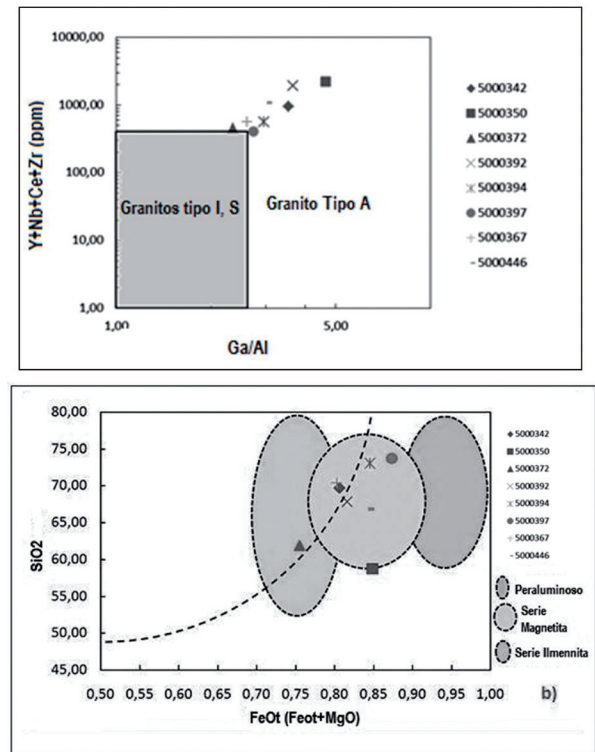 Y+Nb+Ce+Zr (ppm)
10000,00
1000,00
100,00
10,00
1,00
Granitos tipo I, S
Granito Tipo A
1,00
5,00
Ga/Al
5000342
5000350
5000372
5000392
5000394
5000397
5000367
5000446
SiO2
80,00
75,00
70,00
65,00
60,00
55,00
50,00
45,00
0,50 0,55 0,60 0,65 0,70 0,75 0,80 0,85 0,90 0,95 1,00
FeOt (Feot+MgO)
5000342
5000350
5000372
5000392
5000394
5000397
5000367
5000446
Peraluminoso
Serie
Magnetita
Serie Ilmennita
b)